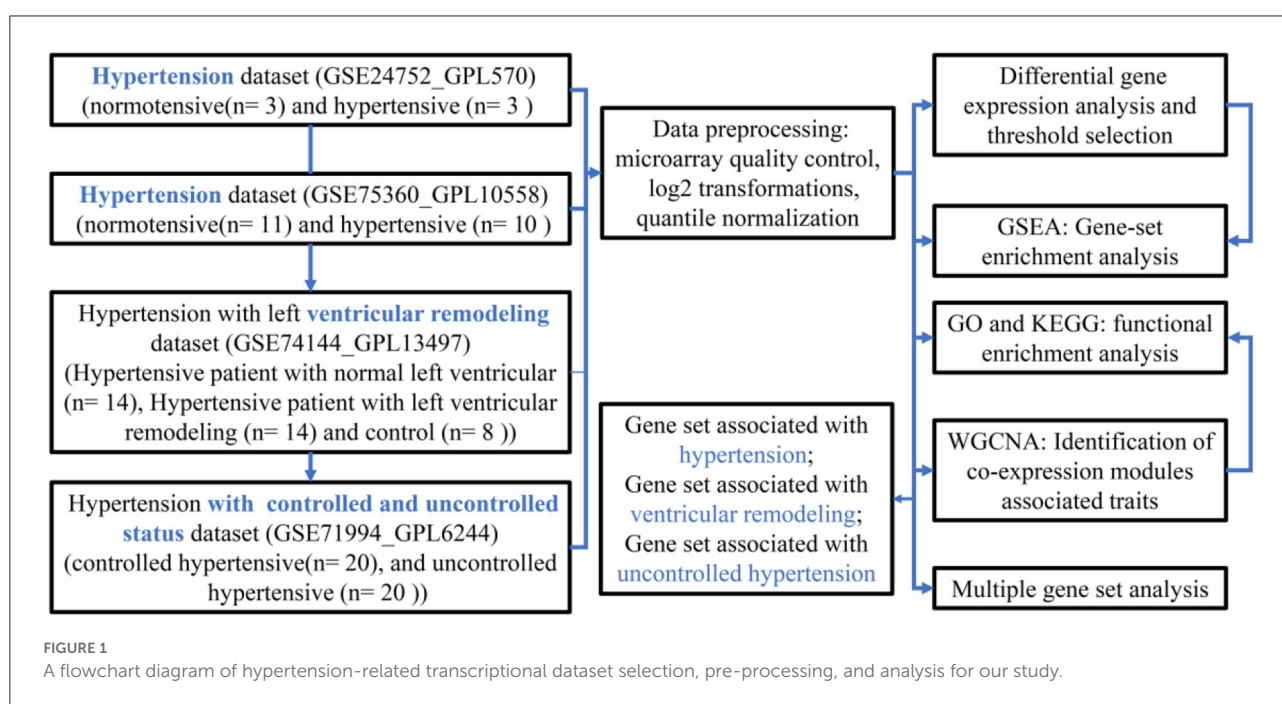 Hypertension dataset (GSE24752_GPL570)
(normotensive(n= 3) and hypertensive (n= 3 )
Hypertension dataset (GSE75360_GPL10558)
(normotensive(n= 11) and hypertensive (n= 10 )
Hypertension with left ventricular remodeling
dataset (GSE74144_GPL13497)
(Hypertensive patient with normal left ventricular
(n= 14), Hypertensive patient with left ventricular
remodeling (n= 14) and control (n= 8 ))
Hypertension with controlled and uncontrolled
status dataset (GSE71994_GPL6244)
(controlled hypertensive(n= 20), and uncontrolled
hypertensive (n= 20 ))
Data preprocessing:
microarray quality control,
log2 transformations,
quantile normalization
Gene set associated with
hypertension;
Gene set associated with
ventricular remodeling;
Gene set associated with
uncontrolled hypertension
Differential gene
expression analysis and
threshold selection
GSEA: Gene-set
enrichment analysis
GO and KEGG: functional
enrichment analysis
WGCNA: Identification of
co-expression modules
associated traits
Multiple gene set analysis
FIGURE 1
A flowchart diagram of hypertension-related transcriptional dataset selection, pre-processing, and analysis for our study.